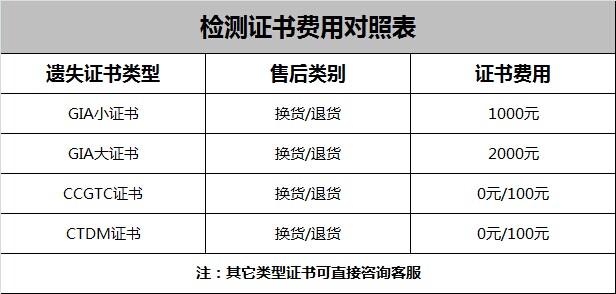 检测证书费用对照表
遗失证书类型 售后类别 证书费用
GIA小证书 换货/退货 1000元
GIA大证书 换货/退货 2000元
CCGTC证书 换货/退货 0元/100元
CTDM证书 换货/退货 0元/100元
注：其它类型证书可直接咨询客服